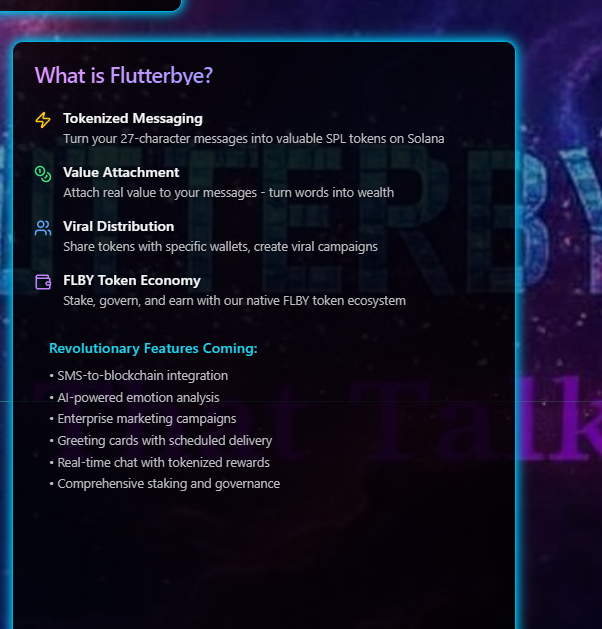 What is Flutterbye?
Tokenized Messaging
Turn your 27-character messages into valuable SPL tokens on Solana
Value Attachment
Attach real value to your messages - turn words into wealth
Viral Distribution
Share tokens with specific wallets, create viral campaigns
FLBY Token Economy
Stake, govern, and earn with our native FLBY token ecosystem
Revolutionary Features Coming:
• SMS-to-blockchain integration
• AI-powered emotion analysis
• Enterprise marketing campaigns
• Greeting cards with scheduled delivery
• Real-time chat with tokenized rewards
• Comprehensive staking and governance
TTERBY
Talk